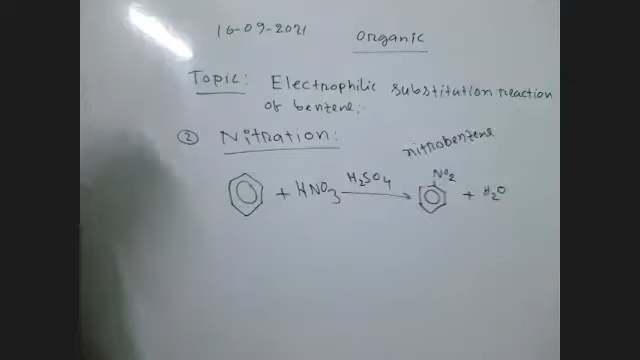 16-09-2021
Organic
Topic: Electrophilic substitution reaction
of benzene:
② Nitration:
nitrobenzene
+ HNO3 H2SO4 NO2 + H2O